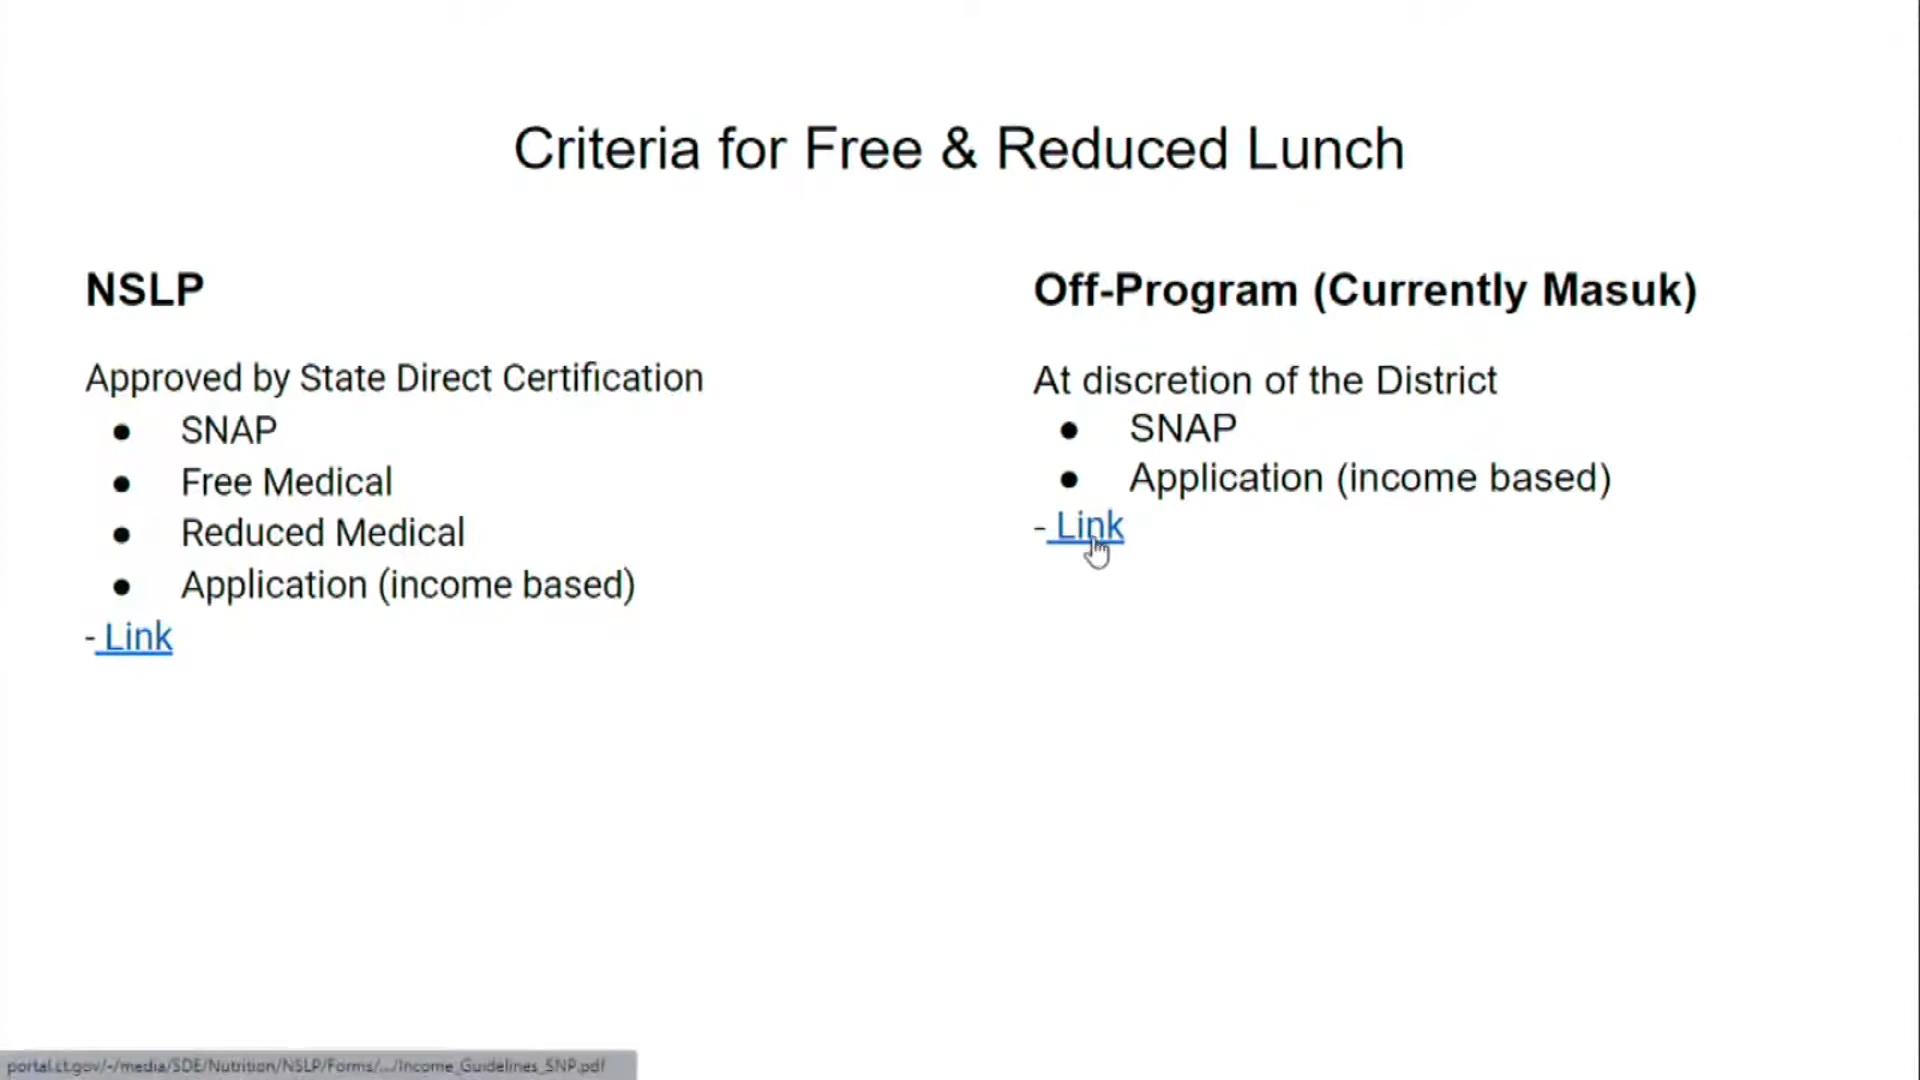 Criteria for Free & Reduced Lunch
NSLP
Approved by State Direct Certification
● SNAP
● Free Medical
● Reduced Medical
● Application (income based)
- Link
Off-Program (Currently Masuk)
At discretion of the District
● SNAP
● Application (income based)
- Link
portal.ct.gov/-/media/SDE/Nutrition/NSLP/Forms/.../Income_Guidelines_SNP.pdf